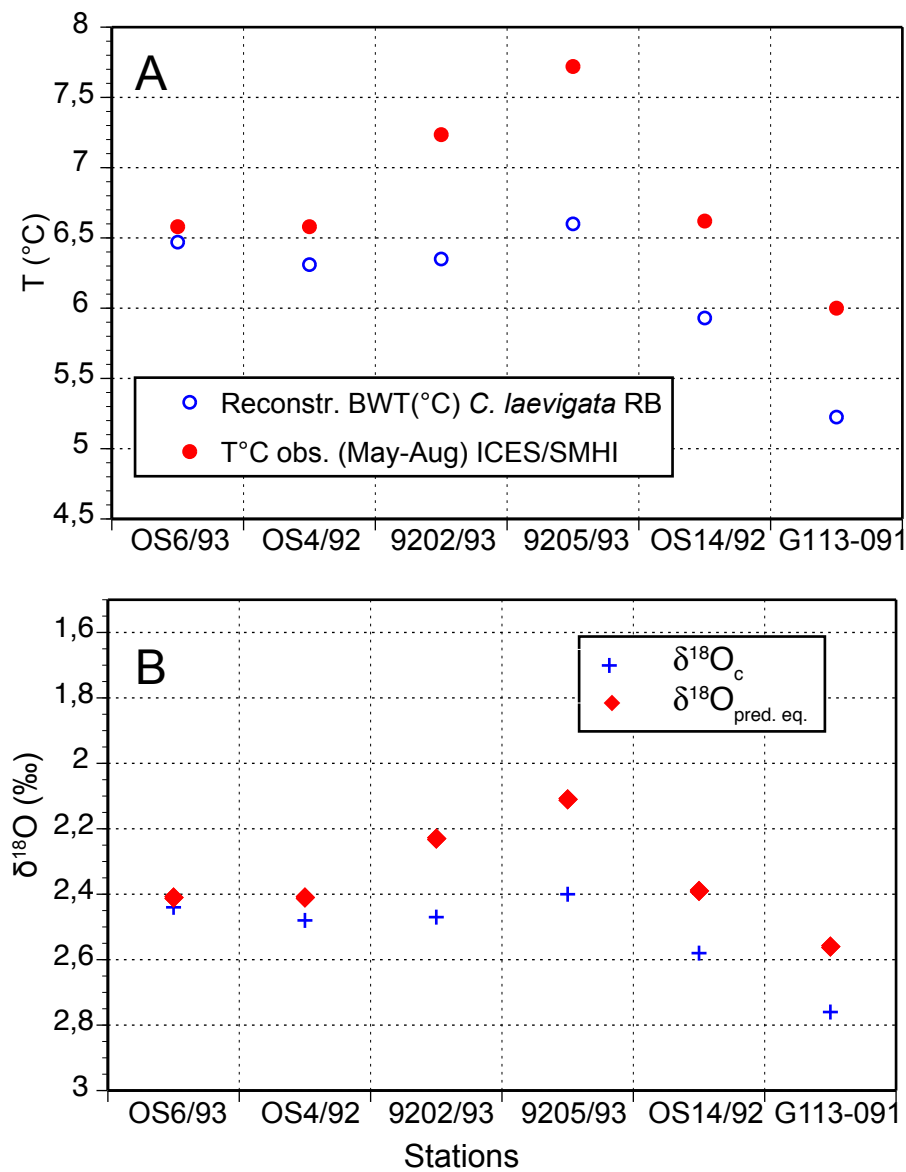 A
8
7,5
7
6,5
6
5,5
5
4,5
T (°C)
Reconstr. BWT(°C) C. laevigata RB
T°C obs. (May-Aug) ICES/SMHI
OS6/93 OS4/92 9202/93 9205/93 OS14/92 G113-091
B
1,6
1,8
2
2,2
2,4
2,6
2,8
3
δ¹⁸O (‰)
δ¹⁸Oc
δ¹⁸Opred. eq.
OS6/93 OS4/92 9202/93 9205/93 OS14/92 G113-091
Stations